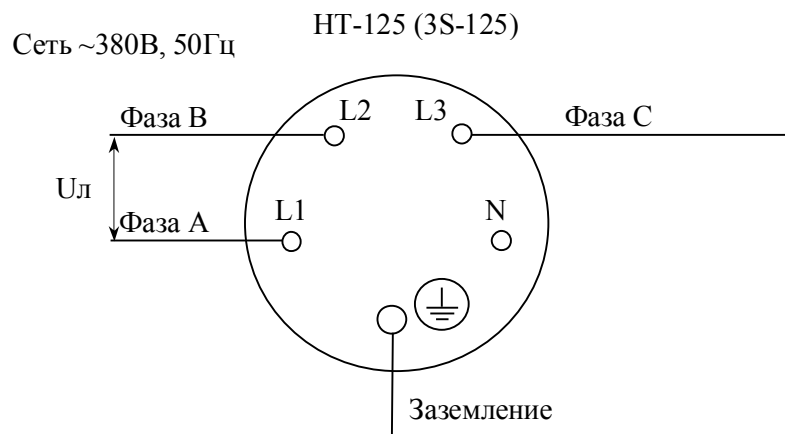 НТ-125 (3S-125)
Сеть ~380В, 50Гц
Фаза В
L2
L3
Фаза С
Uл
Фаза А
L1
N
Заземление